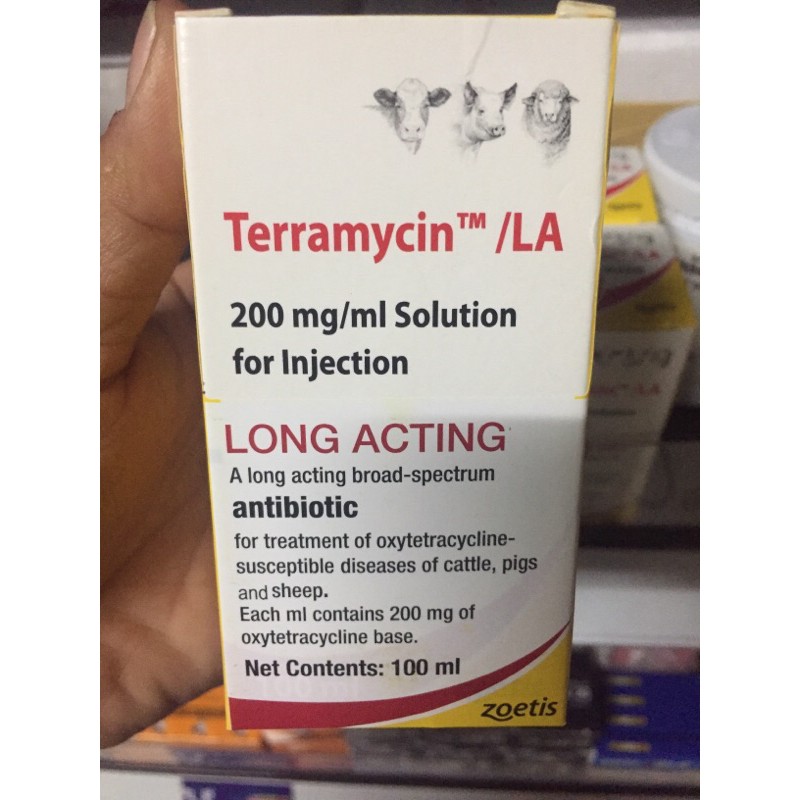 Terramycin™ /LA
200 mg/ml Solution
for Injection
LONG ACTING
A long acting broad-spectrum
antibiotic
for treatment of oxytetracycline-
susceptible diseases of cattle, pigs
and sheep.
Each ml contains 200 mg of
oxytetracycline base.
Net Contents: 100 ml
zoetis